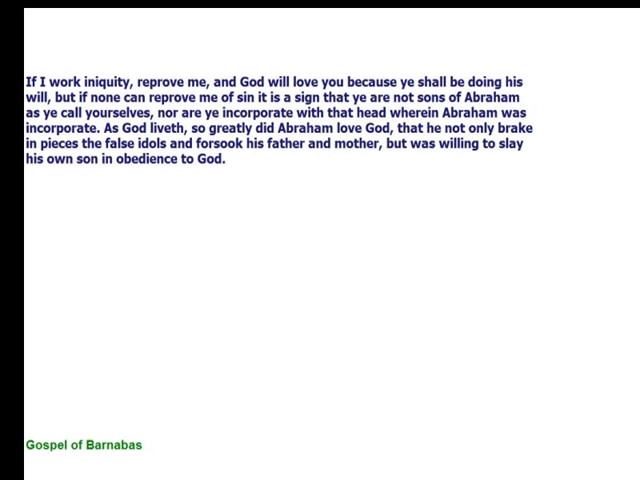 If I work iniquity, reprove me, and God will love you because ye shall be doing his
will, but if none can reprove me of sin it is a sign that ye are not sons of Abraham
as ye call yourselves, nor are ye incorporate with that head wherein Abraham was
incorporate. As God liveth, so greatly did Abraham love God, that he not only brake
in pieces the false idols and forsook his father and mother, but was willing to slay
his own son in obedience to God.
Gospel of Barnabas